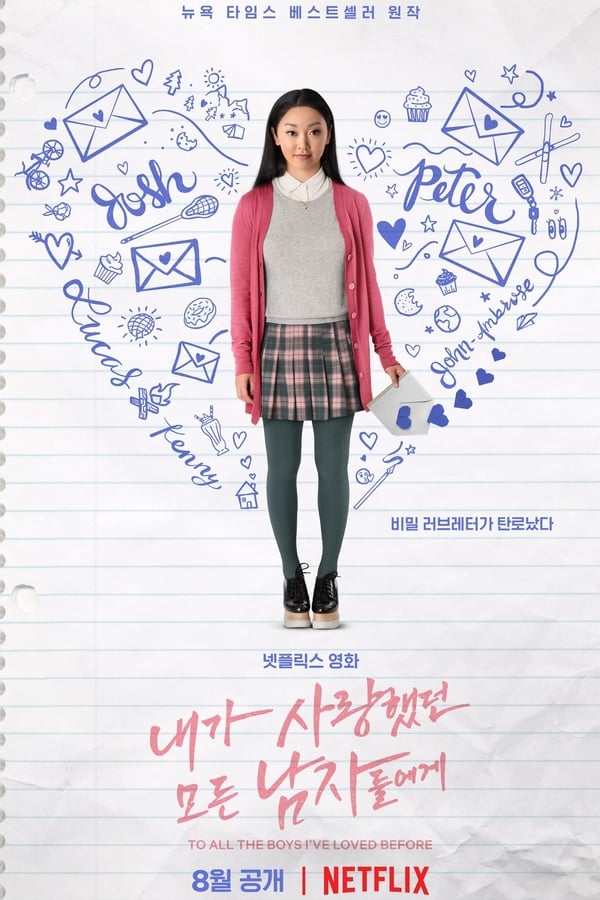 뉴욕 타임스 베스트셀러 원작
Josh
Peter
Lucas
John-Ambrose
Kenny
비밀 러브레터가 탄로났다
넷플릭스 영화
내가 사랑했던
모든 남자들에게
TO ALL THE BOYS I'VE LOVED BEFORE
8월 공개 | NETFLIX